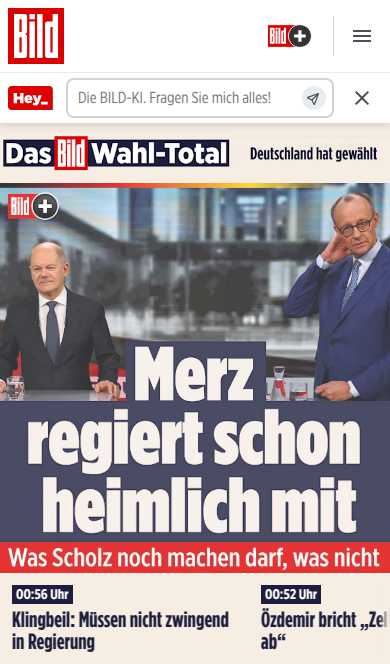 Bild
Bild+
Hey_
Die BILD-KI. Fragen Sie mich alles!
Das Bild Wahl-Total
Deutschland hat gewählt
Bild+
Merz
regiert schon
heimlich mit
Was Scholz noch machen darf, was nicht
00:56 Uhr
Klingbeil: Müssen nicht zwingend
in Regierung
00:52 Uhr
Özdemir bricht
ab“